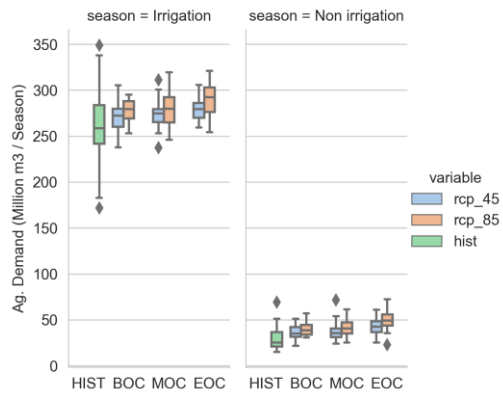 season = Irrigation
season = Non irrigation
Ag. Demand (Million m3 / Season)
350
300
250
200
150
100
50
0
HIST BOC MOC EOC
HIST BOC MOC EOC
variable
rcp_45
rcp_85
hist